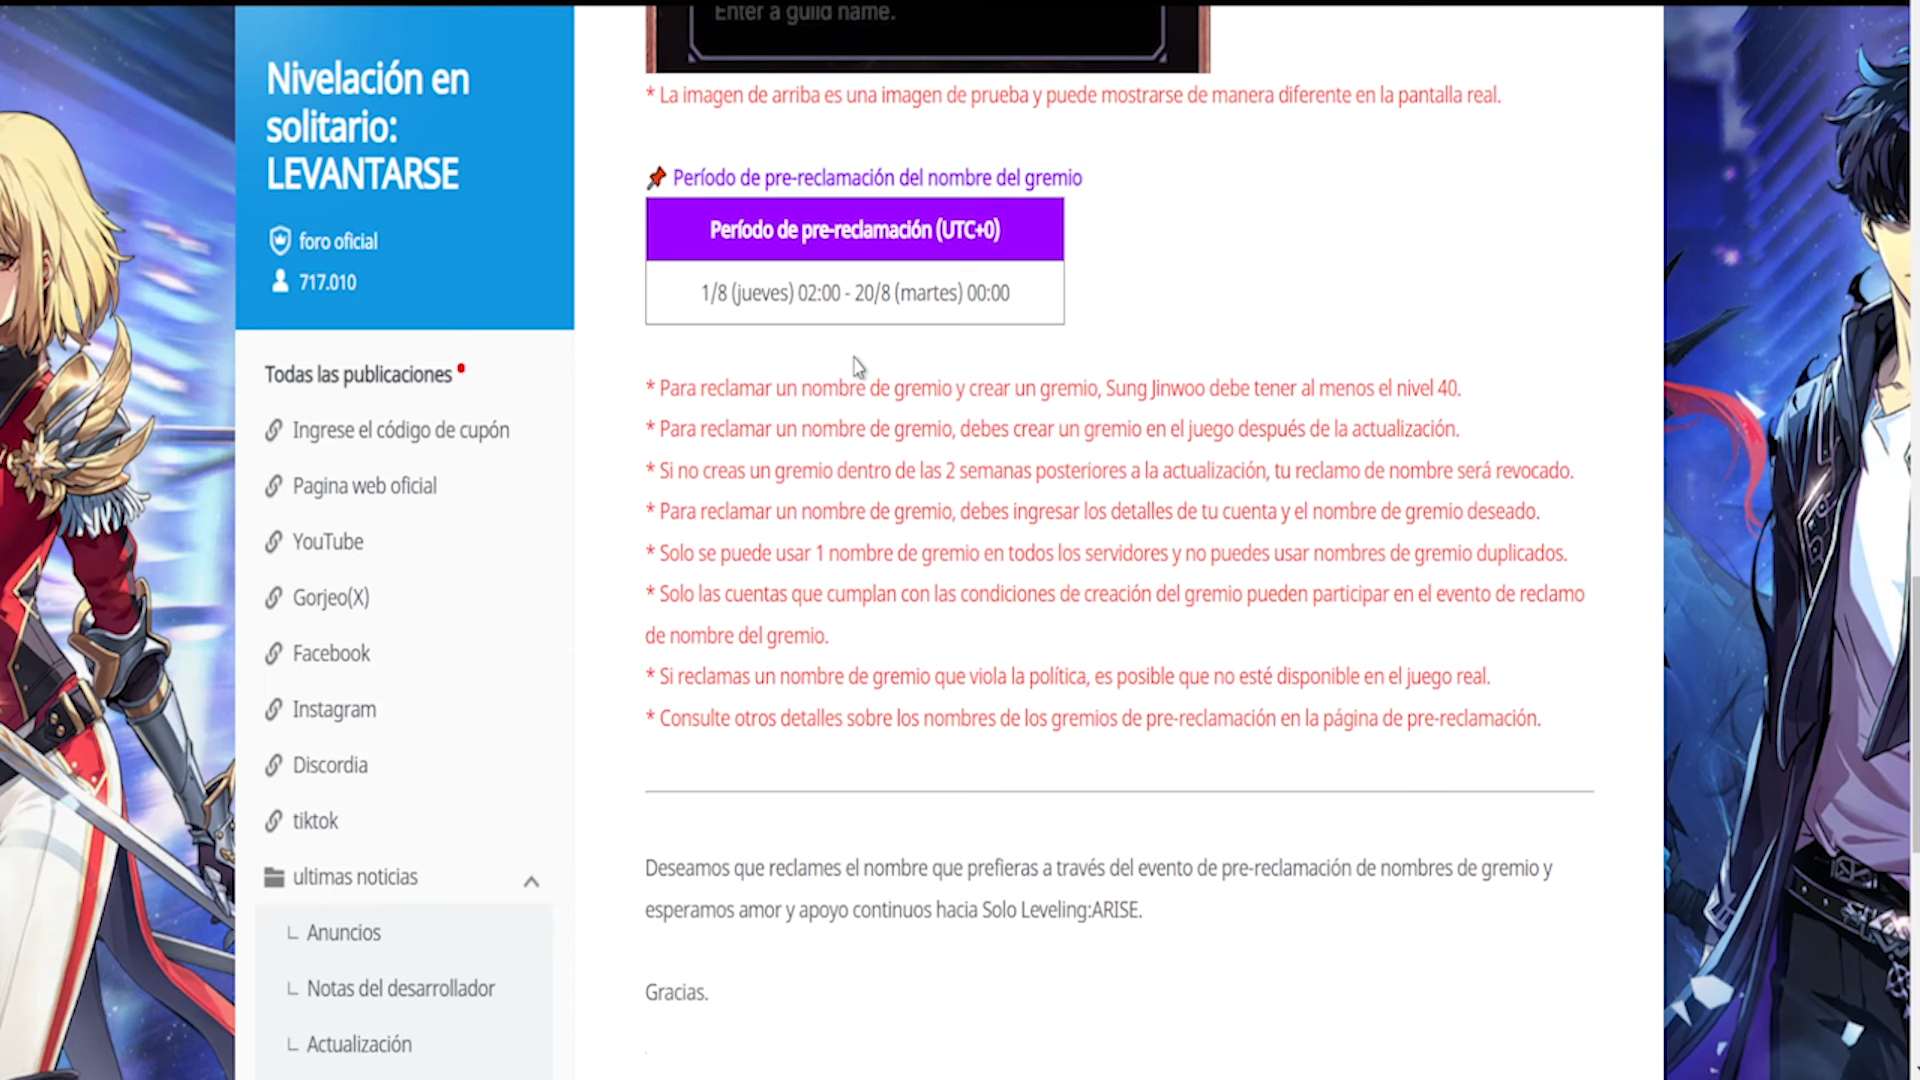 Enter a guild name.
* La imagen de arriba es una imagen de prueba y puede mostrarse de manera diferente en la pantalla real.
Nivelación en
solitario:
LEVANTARSE
foro oficial
717.010
Todas las publicaciones
Ingrese el código de cupón
Pagina web oficial
YouTube
Gorjeo(X)
Facebook
Instagram
Discordia
tiktok
ultimas noticias
Anuncios
Notas del desarrollador
Actualización
Período de pre-reclamación del nombre del gremio
Período de pre-reclamación (UTC+0)
1/8 (jueves) 02:00 - 20/8 (martes) 00:00
* Para reclamar un nombre de gremio y crear un gremio, Sung Jinwoo debe tener al menos el nivel 40.
* Para reclamar un nombre de gremio, debes crear un gremio en el juego después de la actualización.
* Si no creas un gremio dentro de las 2 semanas posteriores a la actualización, tu reclamo de nombre será revocado.
* Para reclamar un nombre de gremio, debes ingresar los detalles de tu cuenta y el nombre de gremio deseado.
* Solo se puede usar 1 nombre de gremio en todos los servidores y no puedes usar nombres de gremio duplicados.
* Solo las cuentas que cumplan con las condiciones de creación del gremio pueden participar en el evento de reclamo
de nombre del gremio.
* Si reclamas un nombre de gremio que viola la política, es posible que no esté disponible en el juego real.
* Consulte otros detalles sobre los nombres de los gremios de pre-reclamación en la página de pre-reclamación.
Deseamos que reclames el nombre que prefieras a través del evento de pre-reclamación de nombres de gremio y
esperamos amor y apoyo continuos hacia Solo Leveling:ARISE.
Gracias.